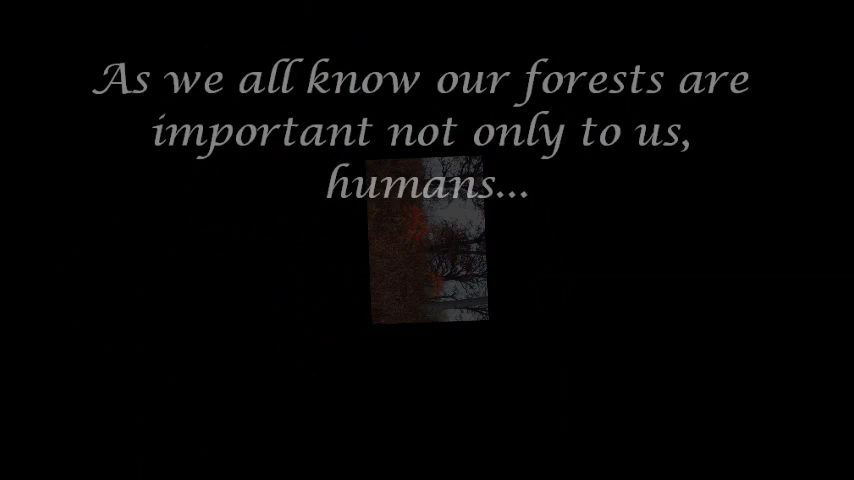 As we all know our forests are
important not only to us,
humans...